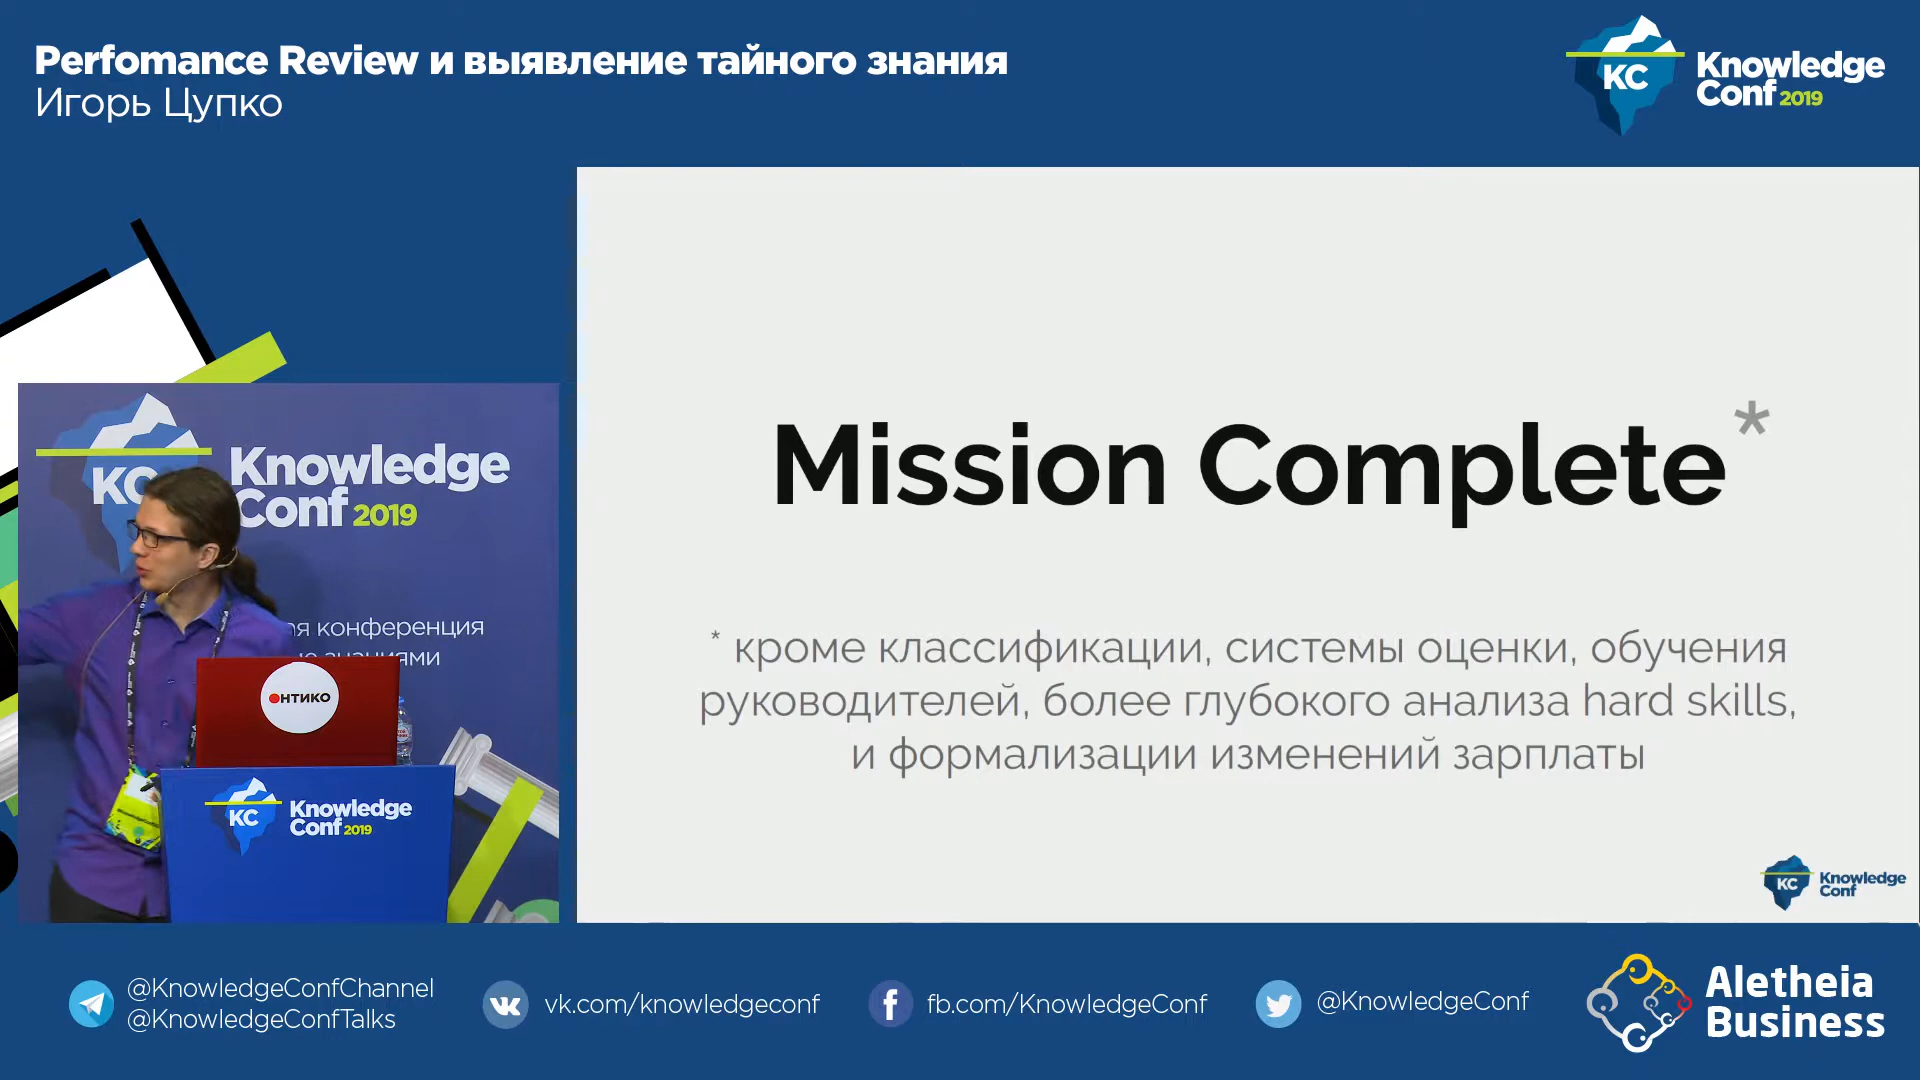 Perfomance Review и выявление тайного знания
Игорь Цупко
KC
Knowledge
Conf 2019
Mission Complete*
* кроме классификации, системы оценки, обучения
руководителей, более глубокого анализа hard skills,
и формализации изменений зарплаты
KC
Knowledge
Conf
KC
Knowledge
Conf 2019
конференция
ОНТИКО
KC
Knowledge
Conf 2019
@KnowledgeConfChannel
@KnowledgeConfTalks
vk.com/knowledgeconf
fb.com/KnowledgeConf
@KnowledgeConf
Aletheia
Business